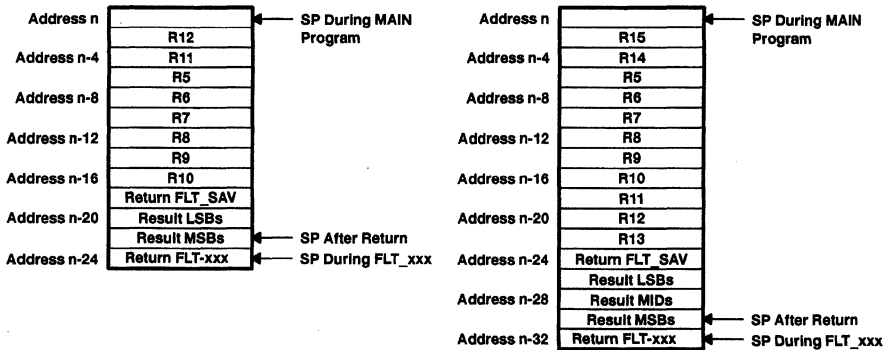 Address n
SP During MAIN
Program
R12
Address n-4
R11
R5
Address n-8
R6
R7
Address n-12
R8
R9
Address n-16
R10
Return FLT_SAV
Address n-20
Result LSBs
Result MSBs
SP After Return
Address n-24
Return FLT-xxx
SP During FLT_xxx
Address n
SP During MAIN
Program
R15
Address n-4
R14
R5
Address n-8
R6
R7
Address n-12
R8
R9
Address n-16
R10
R11
Address n-20
R12
R13
Address n-24
Return FLT_SAV
Result LSBs
Address n-28
Result MIDs
Result MSBs
SP After Return
Address n-32
Return FLT-xxx
SP During FLT_xxx